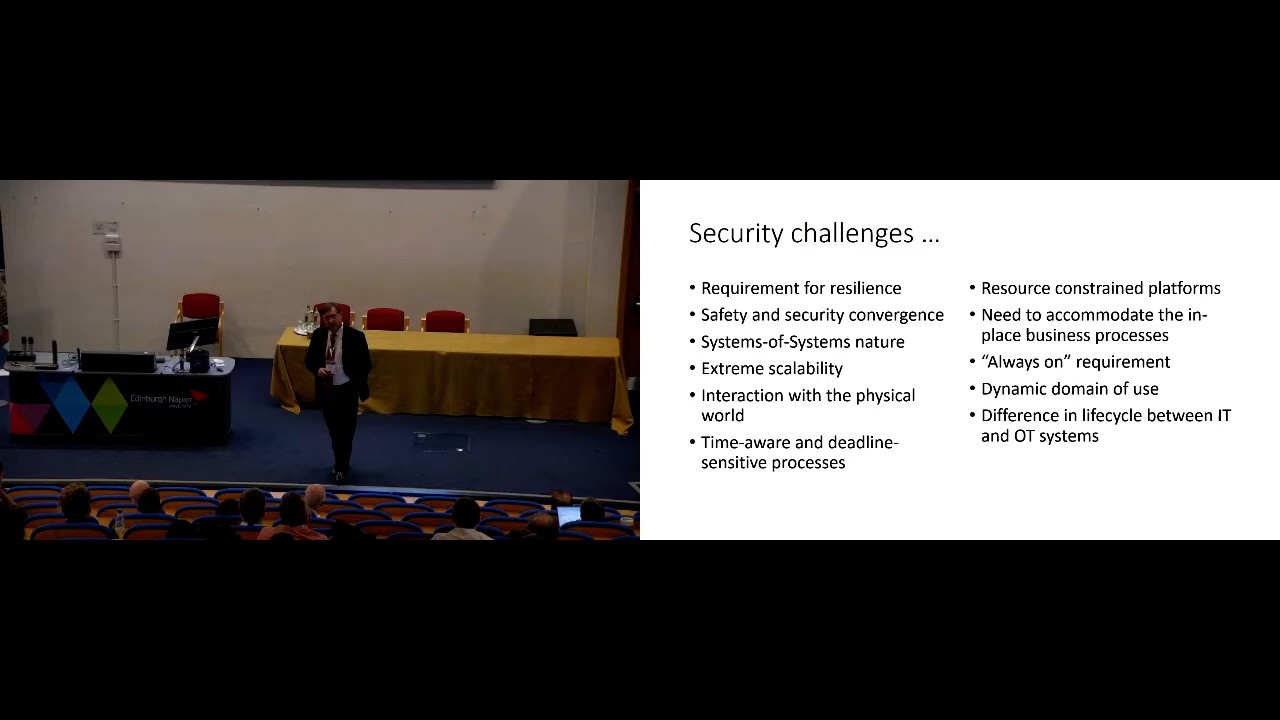 Edinburgh Napier
UNIVERSITY
Security challenges ...
• Requirement for resilience
• Safety and security convergence
• Systems-of-Systems nature
• Extreme scalability
• Interaction with the physical
world
• Time-aware and deadline-
sensitive processes
• Resource constrained platforms
• Need to accommodate the in-
place business processes
• “Always on” requirement
• Dynamic domain of use
• Difference in lifecycle between IT
and OT systems